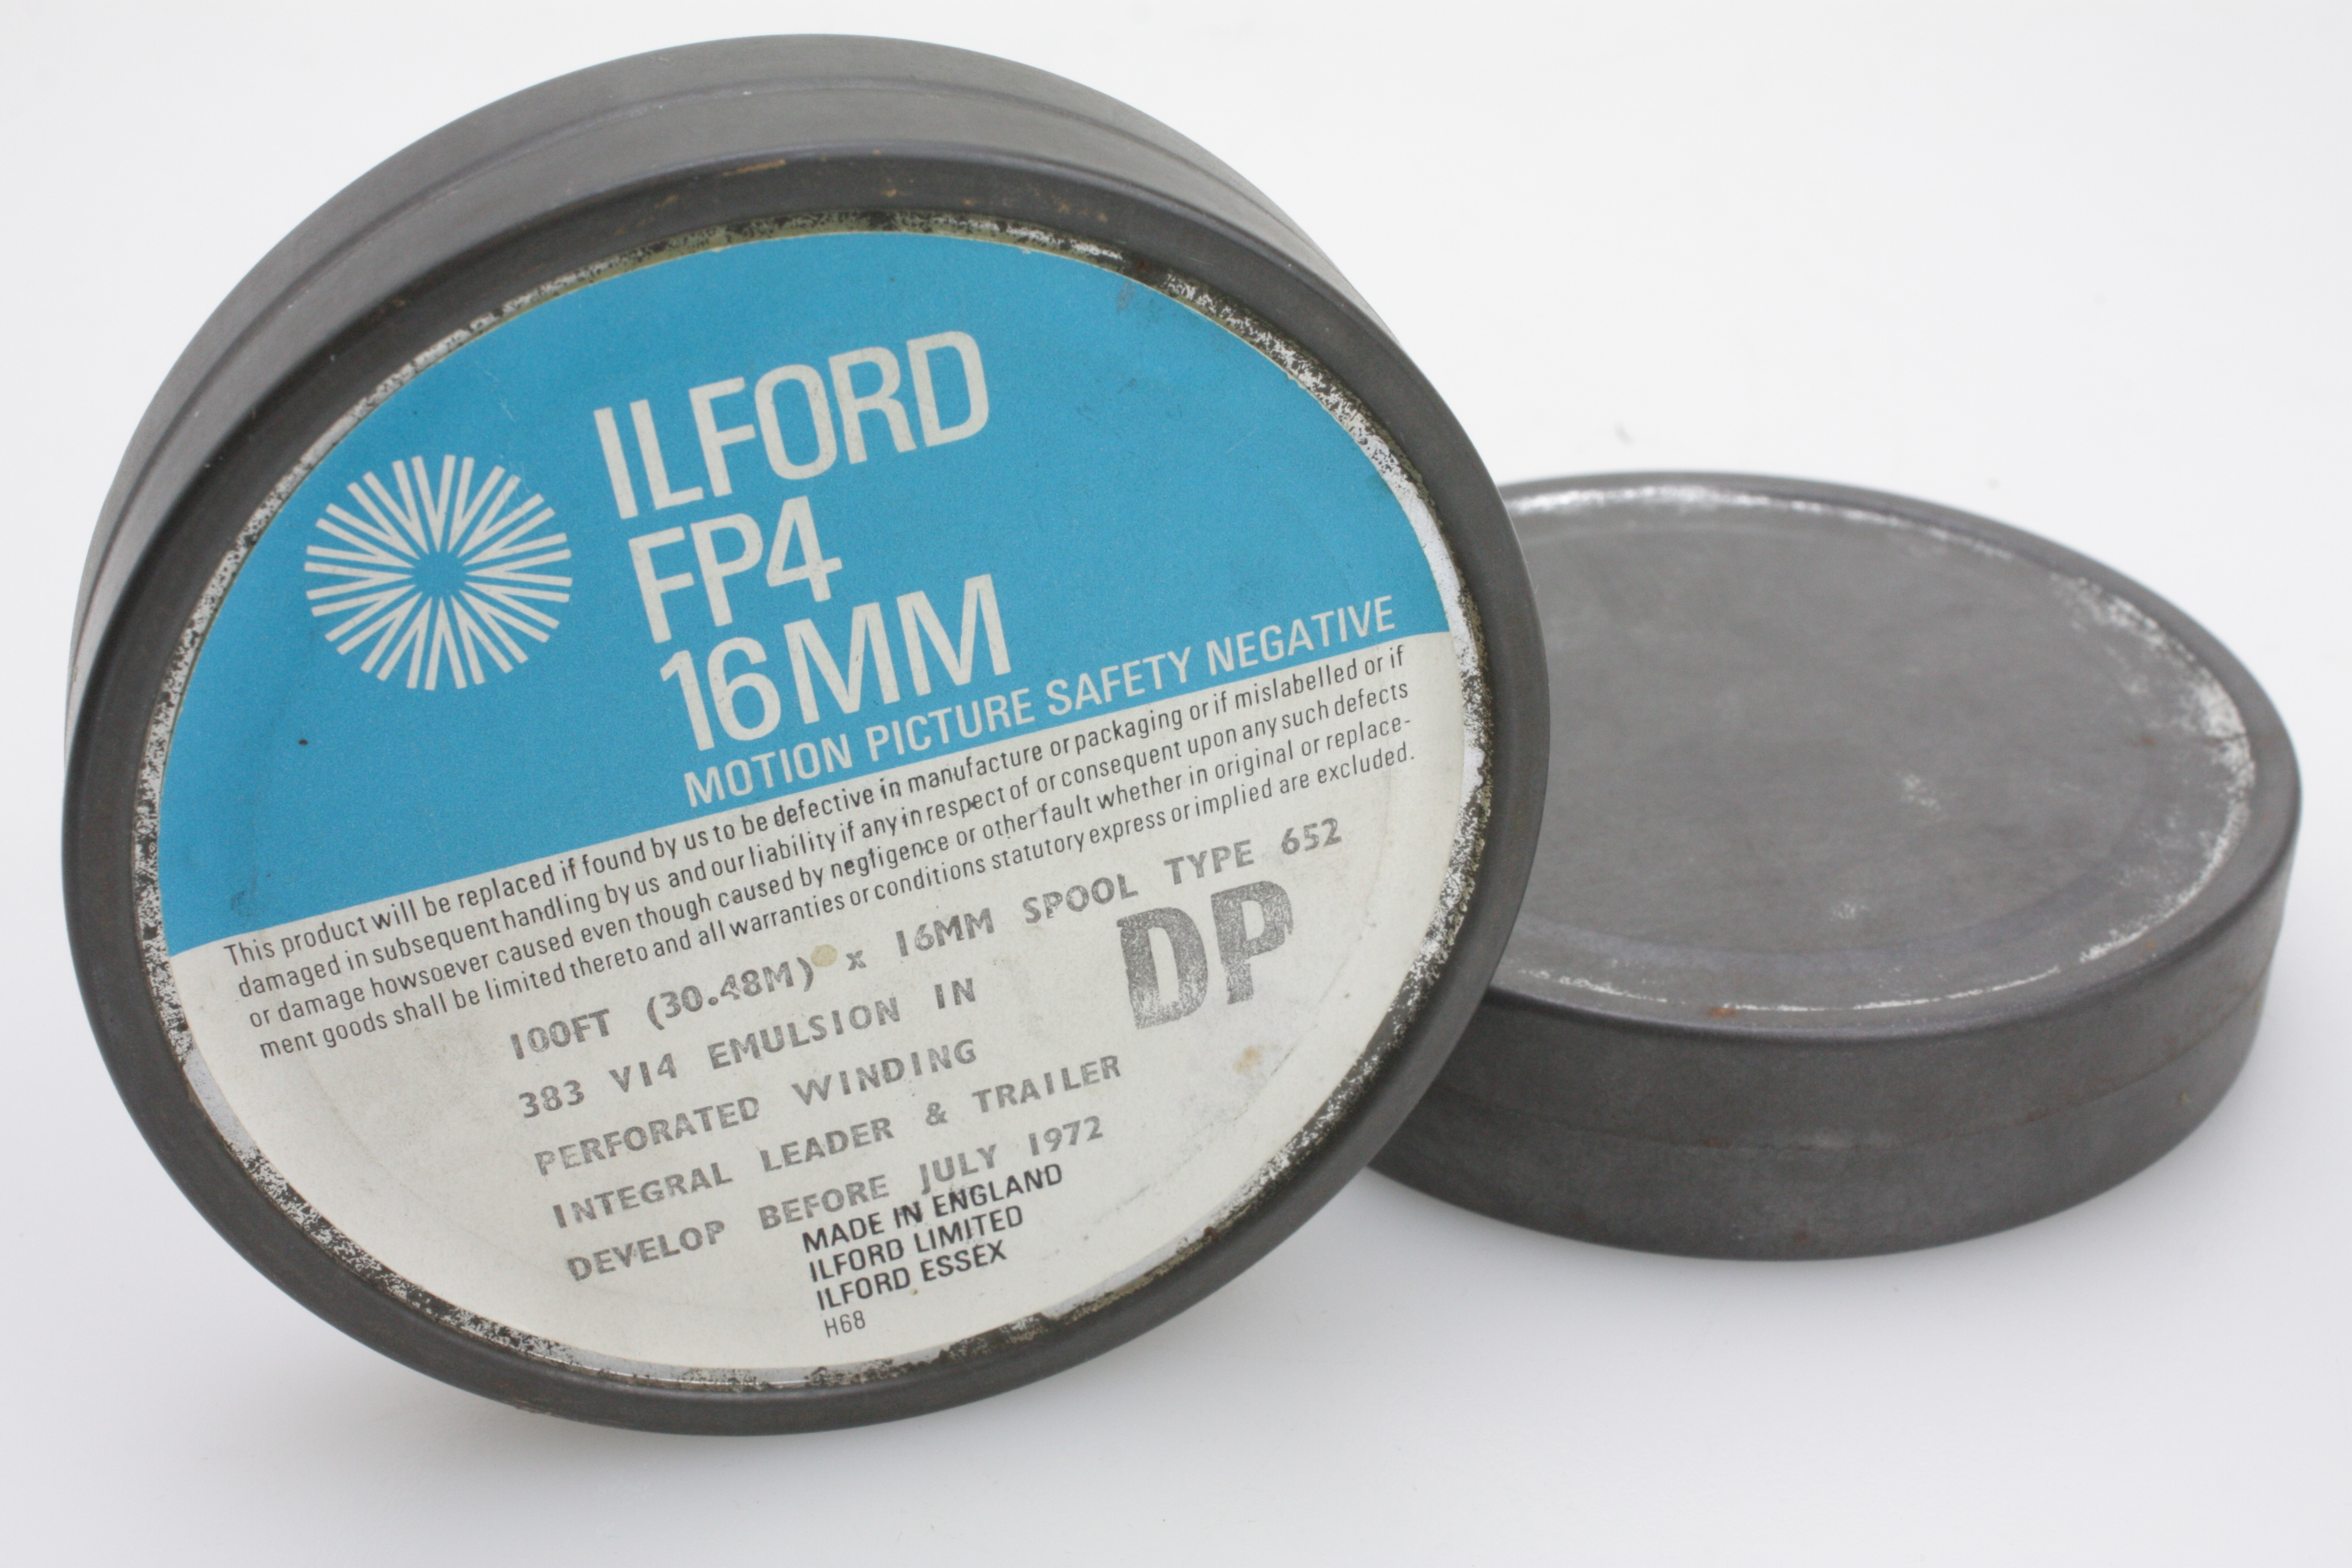 ILFORD
FP4
16MM
MOTION PICTURE SAFETY NEGATIVE
This product will be replaced if found by us to be defective in manufacture or packaging or if mislabelled or if
damaged in subsequent handling by us and our liability if any in respect of or consequent upon any such defects
or damage howsoever caused even though caused by negligence or other fault whether in original or replace-
ment goods shall be limited thereto and all warranties or conditions statutory express or implied are excluded.
100FT (30.48M) x 16MM SPOOL TYPE 652
383 V14 EMULSION IN
DP
PERFORATED WINDING
INTEGRAL LEADER & TRAILER
DEVELOP BEFORE JULY 1972
MADE IN ENGLAND
ILFORD LIMITED
ILFORD ESSEX
H68